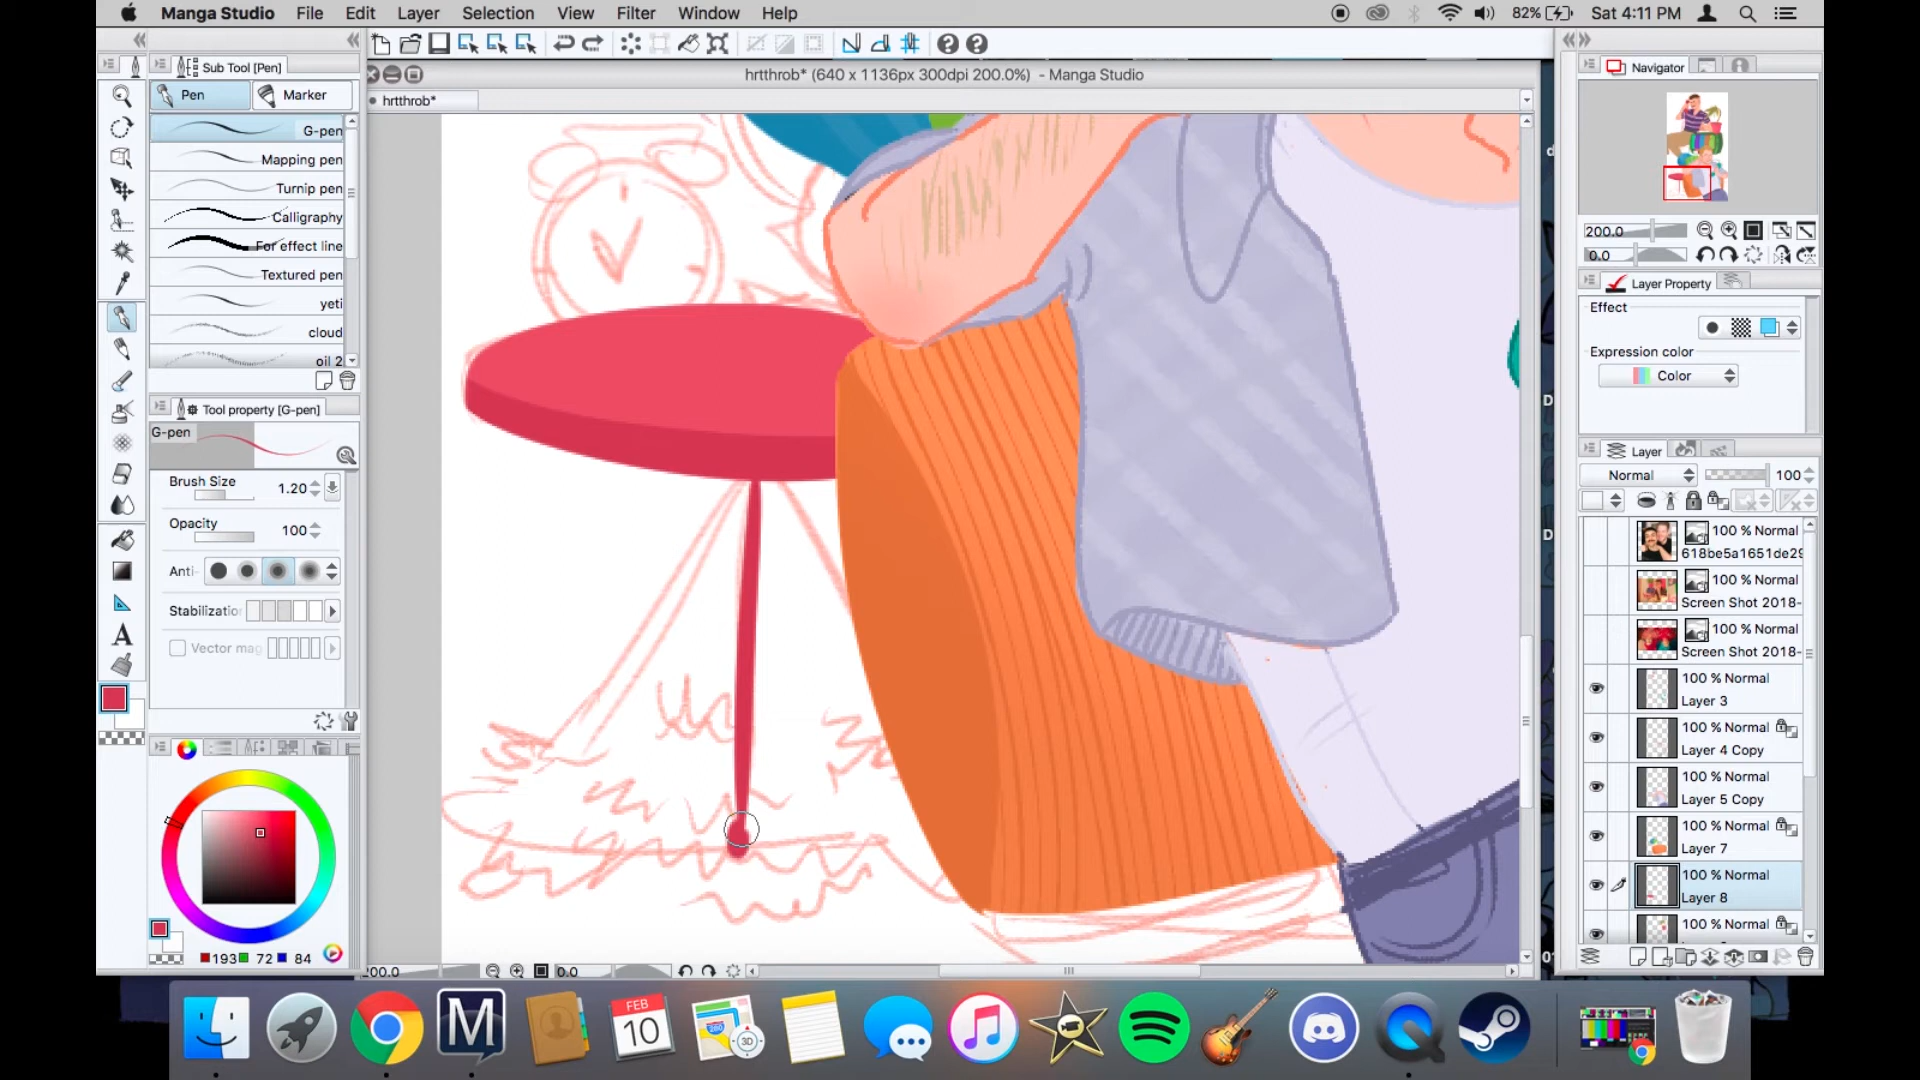 Manga Studio File Edit Layer Selection View Filter Window Help 82% Sat 4:11 PM
Sub Tool [Pen]
Pen Marker
G-pen
Mapping pen
Turnip pen
Calligraphy
For effect line
Textured pen
yeti
cloud
oil 2
Tool property [G-pen]
G-pen
Brush Size 1.20
Opacity 100
Anti-
Stabilization
Vector mag
193 72 84
hrtthrob* (640 x 1136px 300dpi 200.0%) - Manga Studio
hrtthrob*
200.0 0.0
Navigator
200.0
0.0
Layer Property
Effect
Expression color
Color
Layer
Normal 100
100 % Normal
618be5a1651de29
100 % Normal
Screen Shot 2018-
100 % Normal
Screen Shot 2018-
100 % Normal
Layer 3
100 % Normal
Layer 4 Copy
100 % Normal
Layer 5 Copy
100 % Normal
Layer 7
100 % Normal
Layer 8
100 % Normal
FEB
10
280
3D